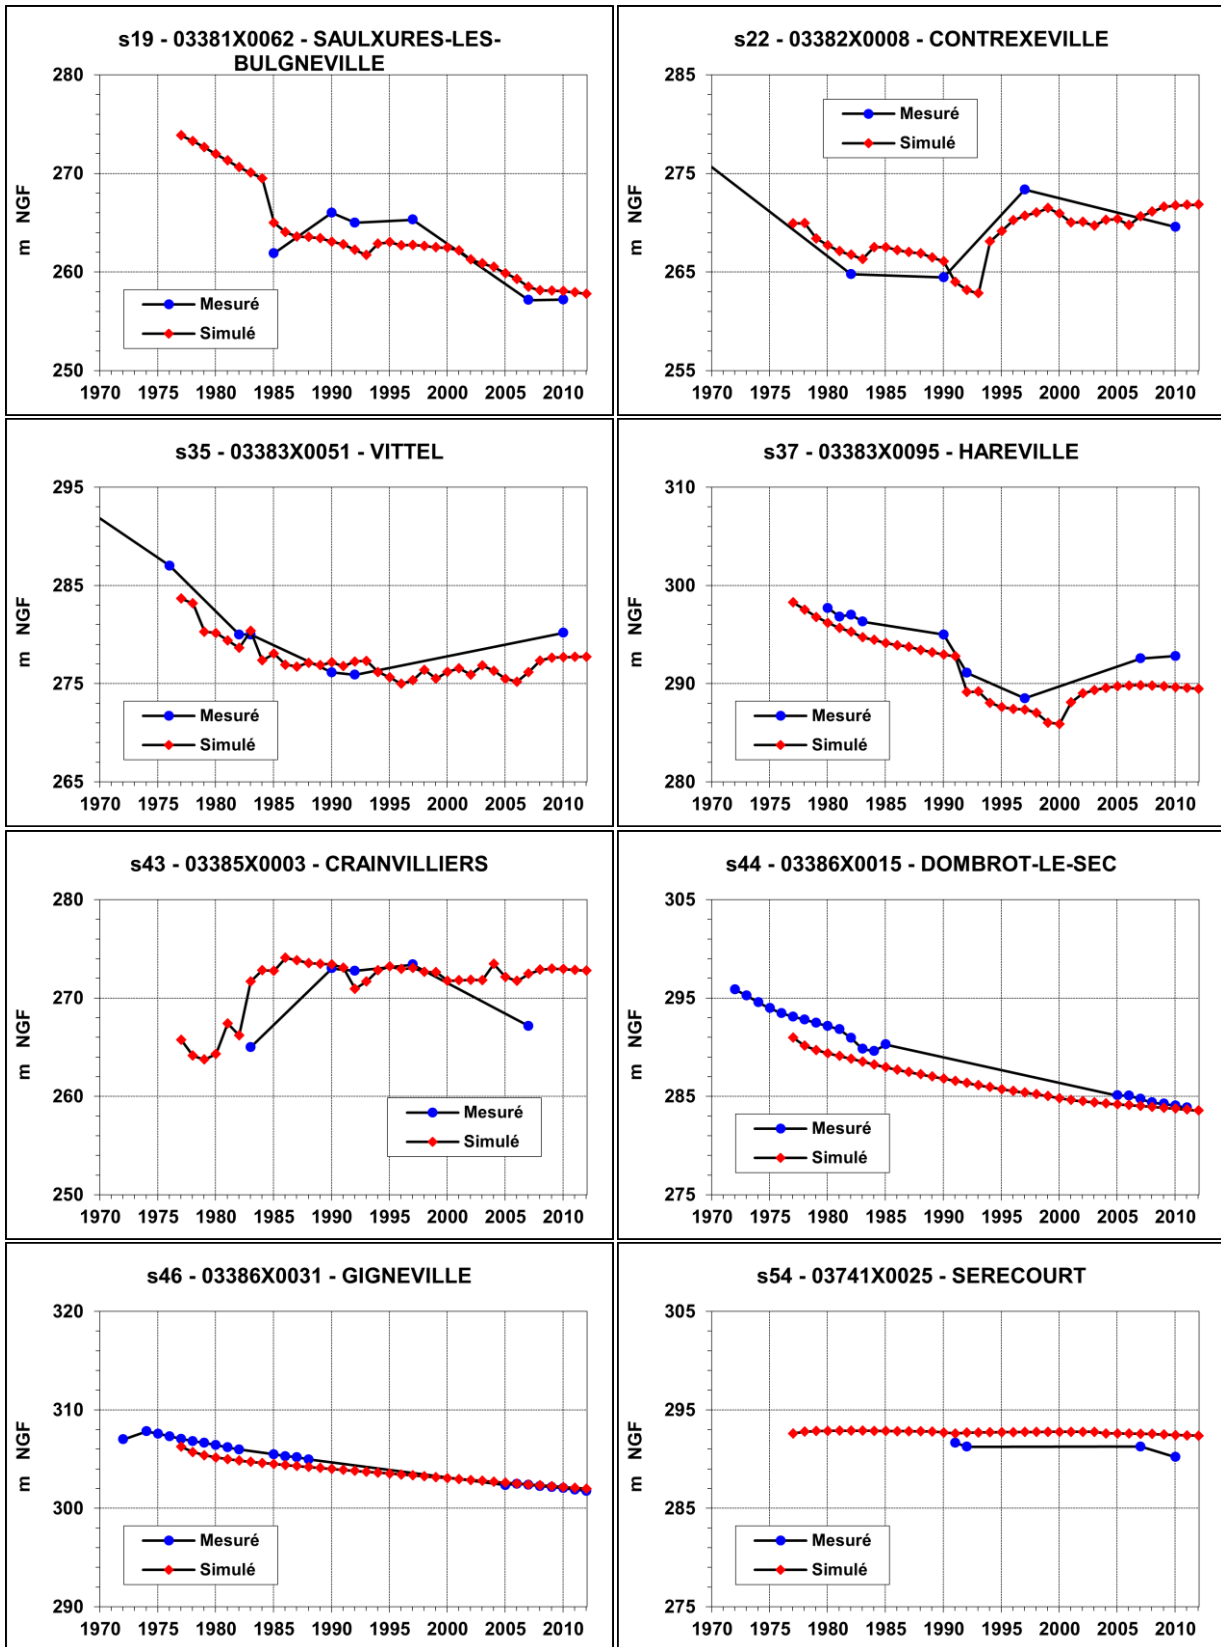 s19 - 03381X0062 - SAULXURES-LES-
BULGNEVILLE
280
270
260
250
m NGF
Mesuré
Simulé
1970 1975 1980 1985 1990 1995 2000 2005 2010
s22 - 03382X0008 - CONTREXEVILLE
285
275
265
255
m NGF
Mesuré
Simulé
1970 1975 1980 1985 1990 1995 2000 2005 2010
s35 - 03383X0051 - VITTEL
295
285
275
265
m NGF
Mesuré
Simulé
1970 1975 1980 1985 1990 1995 2000 2005 2010
s37 - 03383X0095 - HAREVILLE
310
300
290
280
m NGF
Mesuré
Simulé
1970 1975 1980 1985 1990 1995 2000 2005 2010
s43 - 03385X0003 - CRAINVILLIERS
280
270
260
250
m NGF
Mesuré
Simulé
1970 1975 1980 1985 1990 1995 2000 2005 2010
s44 - 03386X0015 - DOMBROT-LE-SEC
305
295
285
275
m NGF
Mesuré
Simulé
1970 1975 1980 1985 1990 1995 2000 2005 2010
s46 - 03386X0031 - GIGNEVILLE
320
310
300
290
m NGF
Mesuré
Simulé
1970 1975 1980 1985 1990 1995 2000 2005 2010
s54 - 03741X0025 - SERECOURT
305
295
285
275
m NGF
Mesuré
Simulé
1970 1975 1980 1985 1990 1995 2000 2005 2010